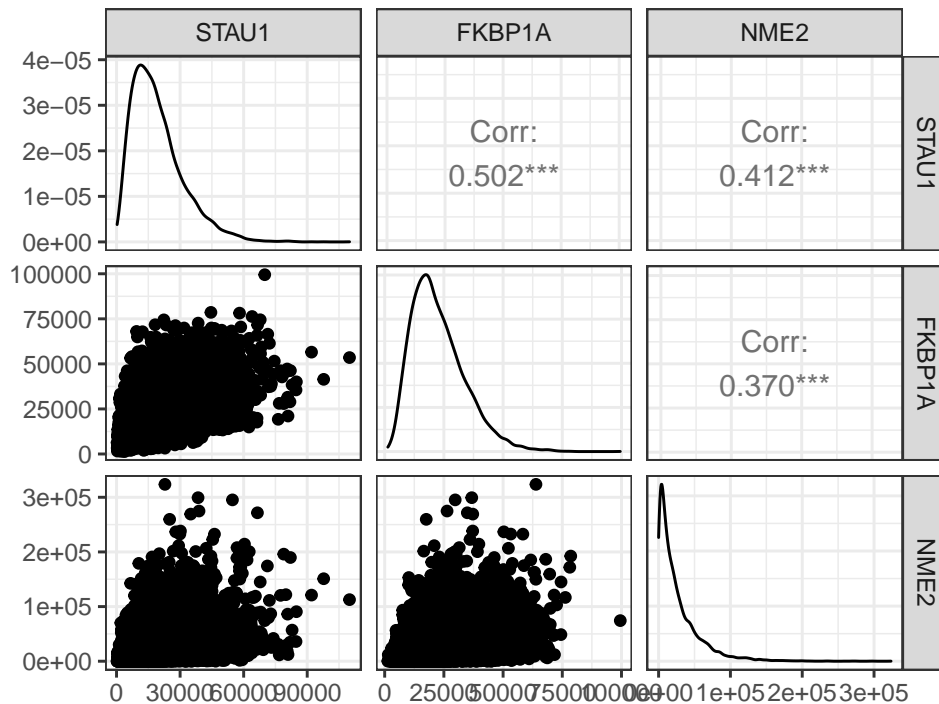 STAU1 FKBP1A NME2
4e−05
3e−05
2e−05
1e−05
0e+00
Corr:
0.502***
Corr:
0.412***
STAU1
100000
75000
50000
25000
0
Corr:
0.370***
FKBP1A
3e+05
2e+05
1e+05
0e+00
NME2
0 30000 60000 90000 0 25000 50000 75000 100000 0e+00 1e+05 2e+05 3e+05